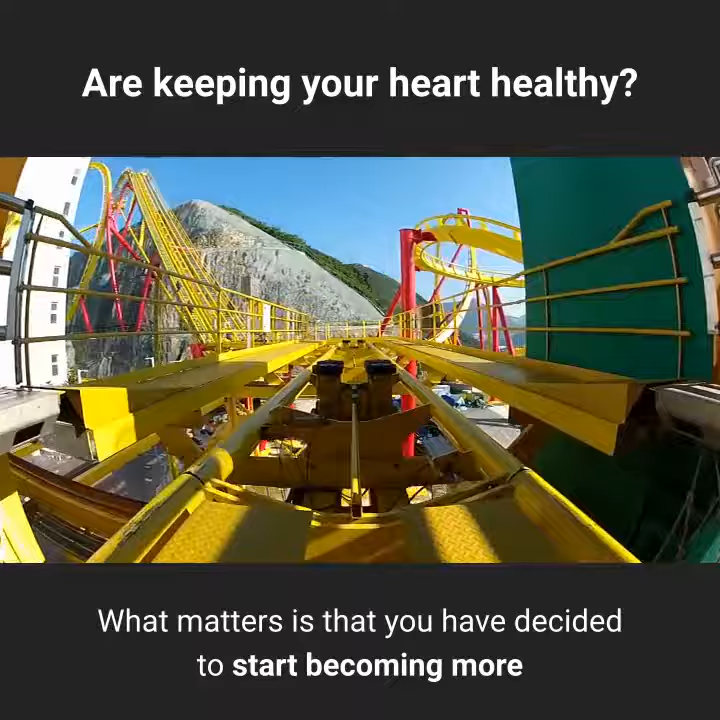 Are keeping your heart healthy?
What matters is that you have decided
to start becoming more